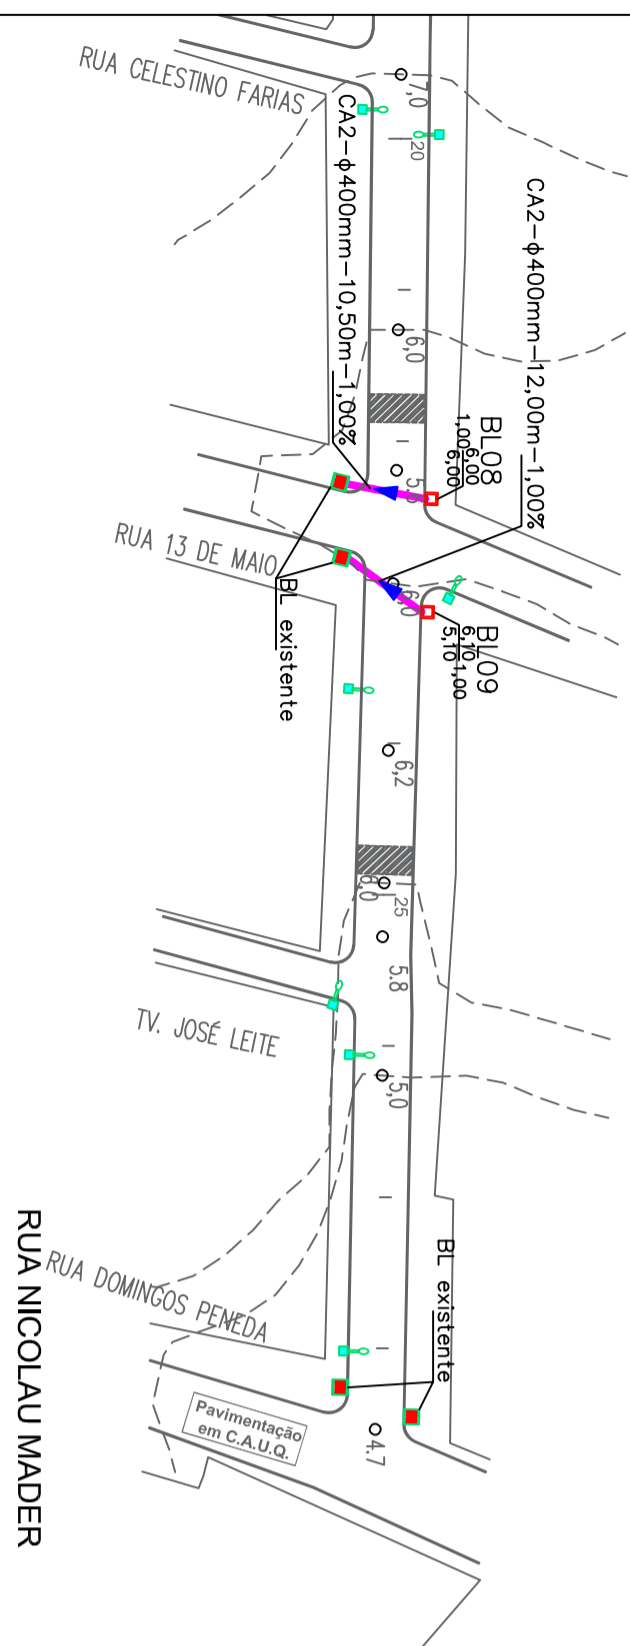 RUA CELESTINO FARIAS
7,0
20
CA2-ϕ400mm-10,50m-1,00%
CA2-ϕ400mm-12,00m-1,00%
6,0
BL08
6,00
1,00
6,00
RUA 13 DE MAIO
6,0
BL existente
BL09
6,10
1,00
5,10
6,2
6,0
25
5.8
TV. JOSÉ LEITE
5,0
BL existente
RUA DOMINGOS PENEDA
Pavimentação
em C.A.U.Q.
4.7
RUA NICOLAU MADER